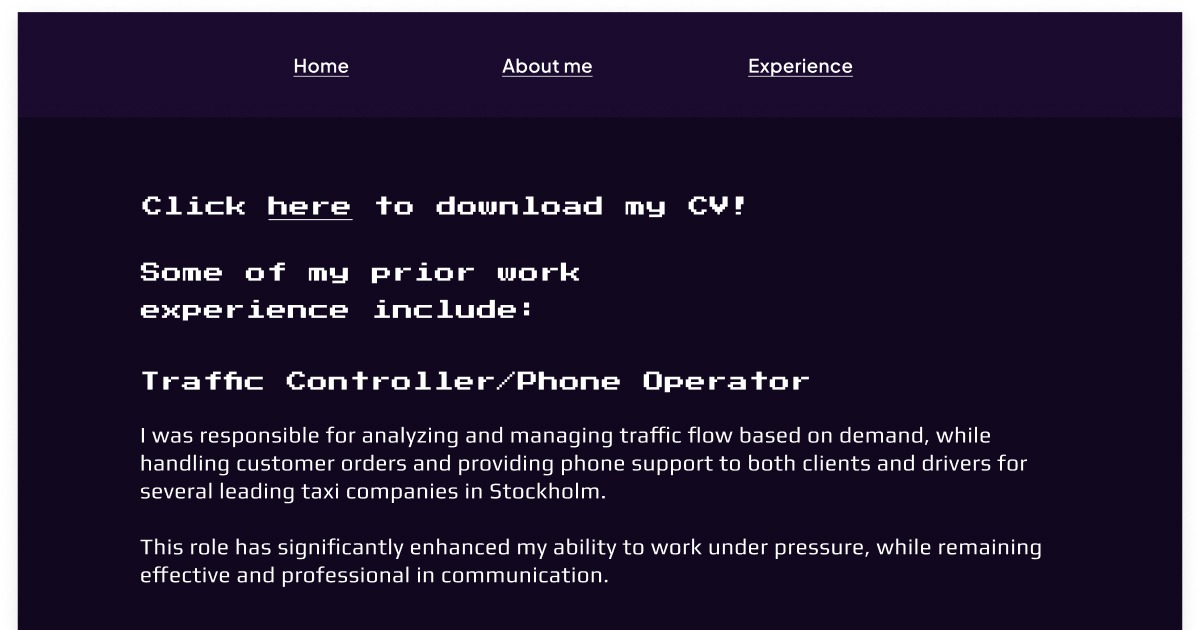 Home About me Experience
Click here to download my CV!
Some of my prior work
experience include:
Traffic Controller/Phone Operator
I was responsible for analyzing and managing traffic flow based on demand, while
handling customer orders and providing phone support to both clients and drivers for
several leading taxi companies in Stockholm.
This role has significantly enhanced my ability to work under pressure, while remaining
effective and professional in communication.